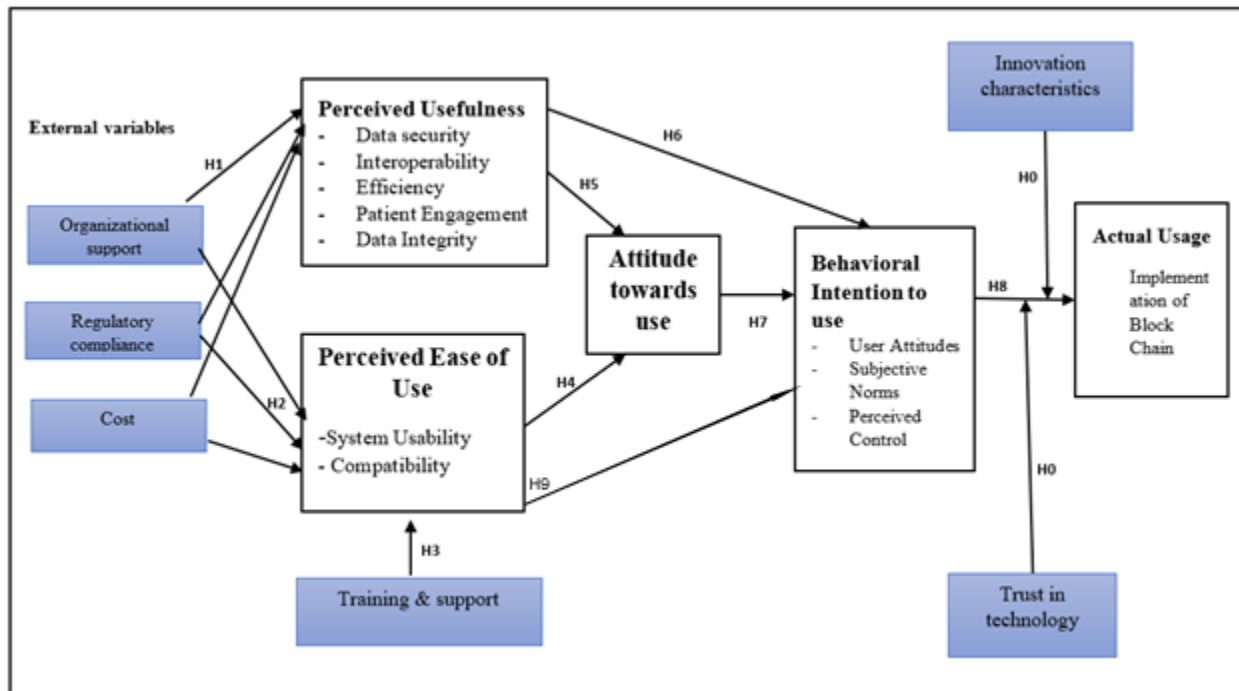 External variables
Organizational
support
Regulatory
compliance
Cost
H1
H2
Perceived Usefulness
- Data security
- Interoperability
- Efficiency
- Patient Engagement
- Data Integrity
Perceived Ease of
Use
-System Usability
- Compatibility
H3
Training & support
H6
H5
H4
H9
Attitude
towards
use
H7
Behavioral
Intention to
use
- User Attitudes
- Subjective
Norms
- Perceived
Control
H8
Innovation
characteristics
H0
H0
Trust in
technology
Actual Usage
Implement
ation of
Block
Chain